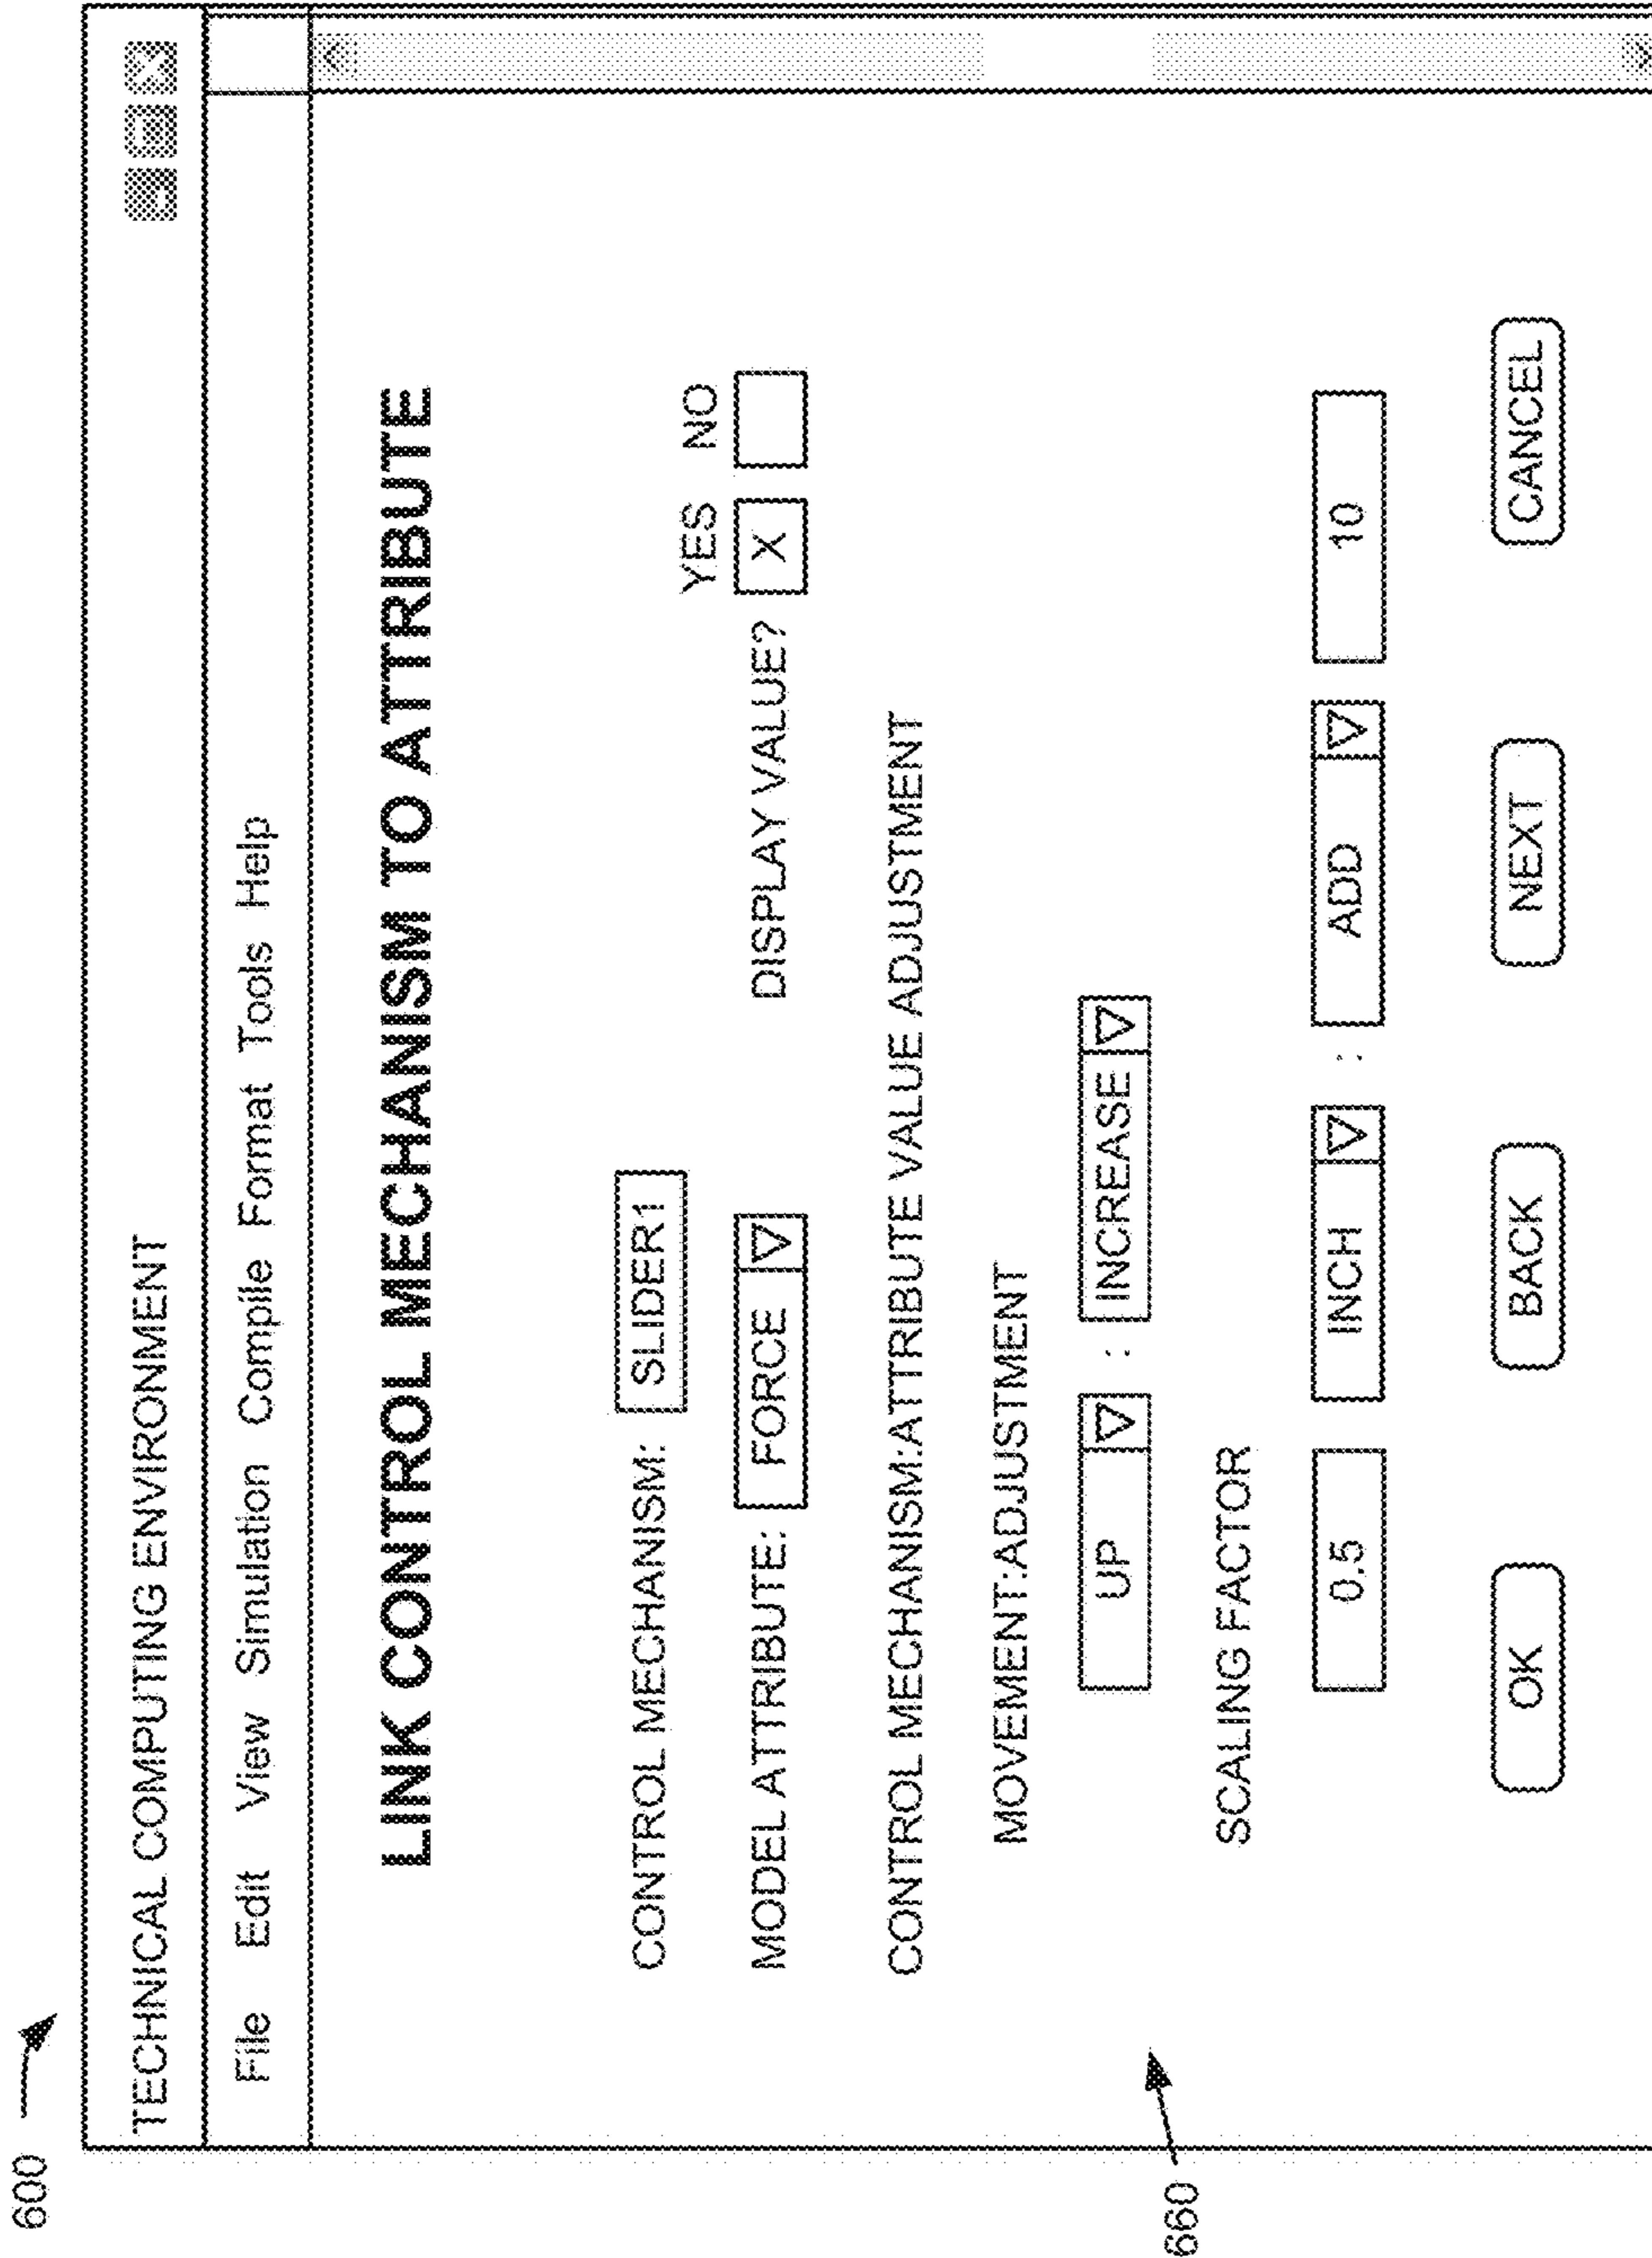 600
TECHNICAL COMPUTING ENVIRONMENT
File Edit View Simulation Compile Format Tools Help
LINK CONTROL MECHANISM TO ATTRIBUTE
CONTROL MECHANISM: SLIDER1
YES NO
MODEL ATTRIBUTE: FORCE DISPLAY VALUE? X
CONTROL MECHANISM:ATTRIBUTE VALUE ADJUSTMENT
MOVEMENT:ADJUSTMENT
660
UP : INCREASE
SCALING FACTOR
0.5 INCH : ADD 10
OK BACK NEXT CANCEL